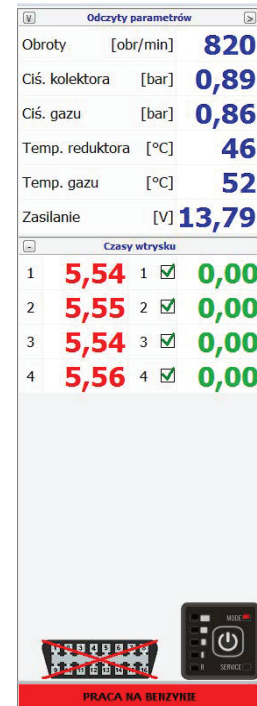 V Odczyty parametrów >
Obroty [obr/min] 820
Ciś. kolektora [bar] 0,89
Ciś. gazu [bar] 0,86
Temp. reduktora [°C] 46
Temp. gazu [°C] 52
Zasilanie [V] 13,79
- Czasy wtrysku
1 5,54 1 0,00
2 5,55 2 0,00
3 5,54 3 0,00
4 5,56 4 0,00
MODE
R SERVICE
PRACA NA BENZYNIE